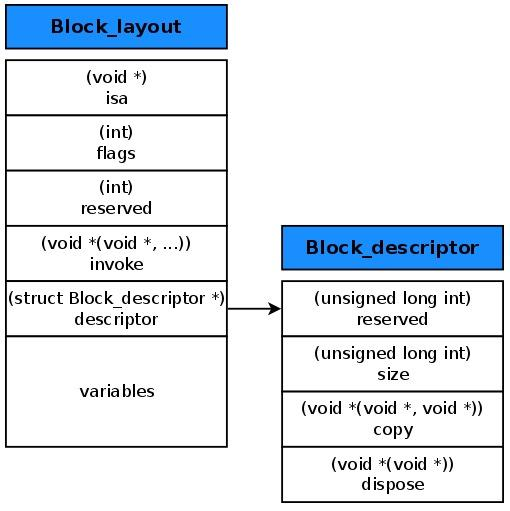 Block_layout
(void *)
isa
(int)
flags
(int)
reserved
(void *(void *, ...))
invoke
(struct Block_descriptor *)
descriptor
variables
Block_descriptor
(unsigned long int)
reserved
(unsigned long int)
size
(void *(void *, void *))
copy
(void *(void *))
dispose